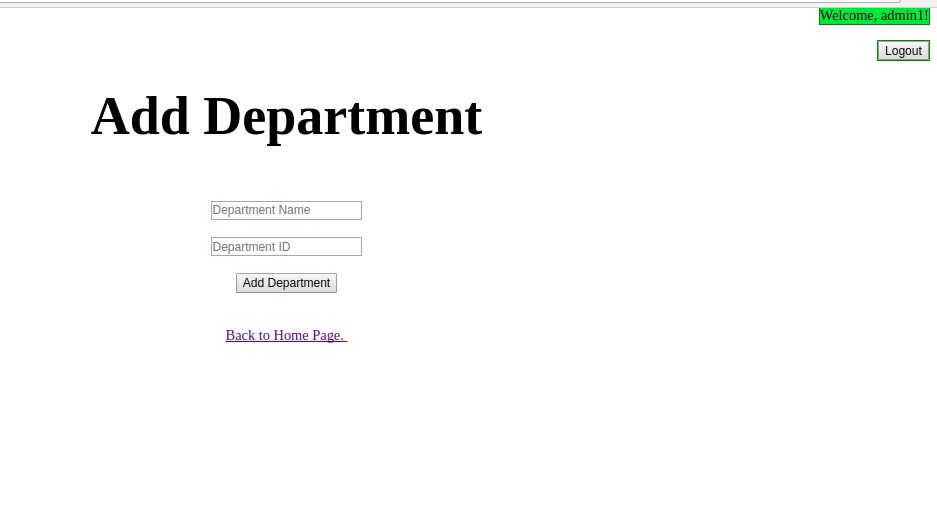 Welcome, admin1!
Logout
Add Department
Department Name
Department ID
Add Department
Back to Home Page.